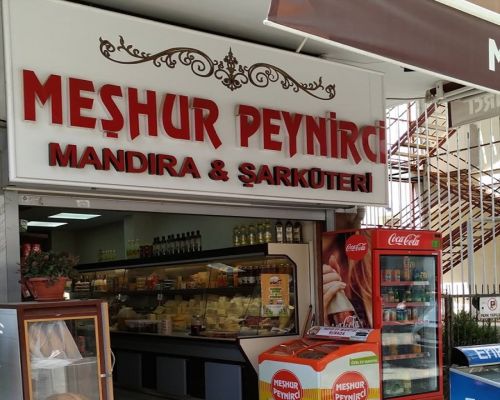 MEŞHUR PEYNİRCİ
MANDIRA & ŞARKÜTERİ
Coca-Cola
Coca-Cola
MEŞHUR
PEYNİRCİ
MEŞHUR
PEYNİRCİ